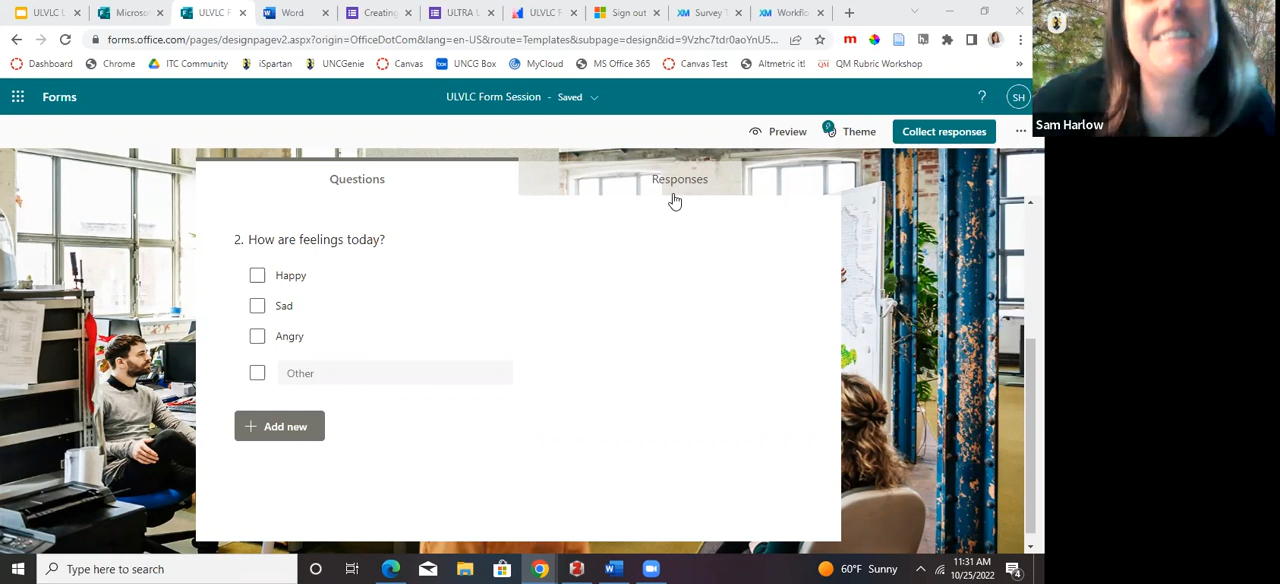 ULVLC U
Microso
ULVLC F
Word
Creating
ULTRA L
ULVLC F
Sign out
Survey T
Workflo
forms.office.com/pages/designpagev2.aspx?origin=OfficeDotCom&lang=en-US&route=Templates&subpage=design&id=9Vzhc7tdr0aoYnU5...
Dashboard Chrome ITC Community iSpartan UNCGenie Canvas UNCG Box MyCloud MS Office 365 Canvas Test Altmetric it! QM Rubric Workshop »
Forms
ULVLC Form Session - Saved
? SH
Sam Harlow
Preview Theme Collect responses ...
Questions Responses
2. How are feelings today?
Happy
Sad
Angry
Other
+ Add new
Type here to search
60°F Sunny
11:31 AM
10/25/2022
4